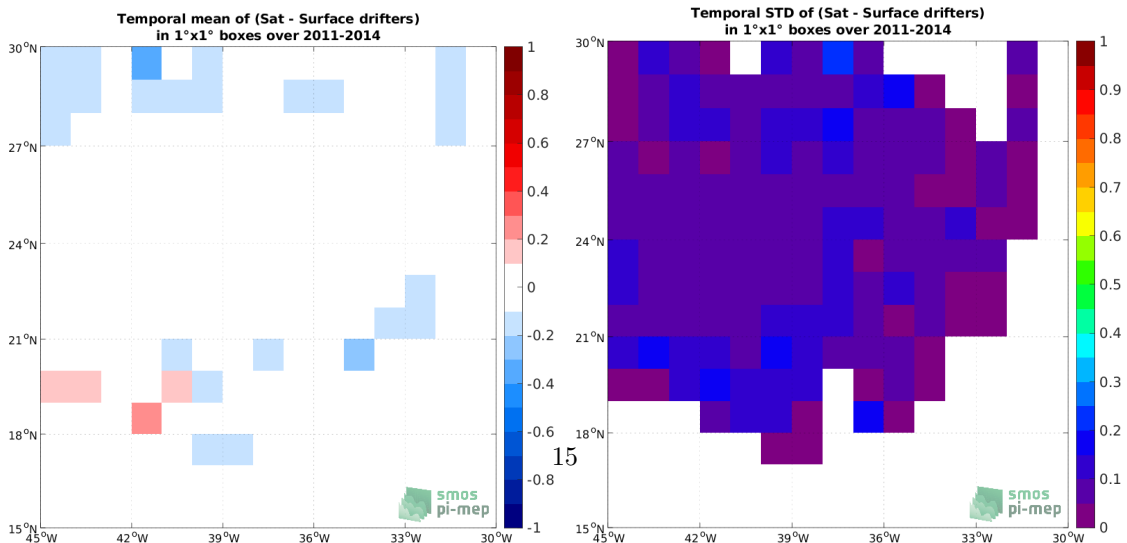 Temporal mean of (Sat - Surface drifters)
in 1°x1° boxes over 2011-2014
30°N
27°N
24°N
21°N
18°N
15°N
45°W
42°W
39°W
36°W
33°W
30°W
1
0.8
0.6
0.4
0.2
0
-0.2
-0.4
-0.6
-0.8
-1
smos
pi-mep
15
Temporal STD of (Sat - Surface drifters)
in 1°x1° boxes over 2011-2014
30°N
27°N
24°N
21°N
18°N
15°N
45°W
42°W
39°W
36°W
33°W
30°W
1
0.9
0.8
0.7
0.6
0.5
0.4
0.3
0.2
0.1
0
smos
pi-mep